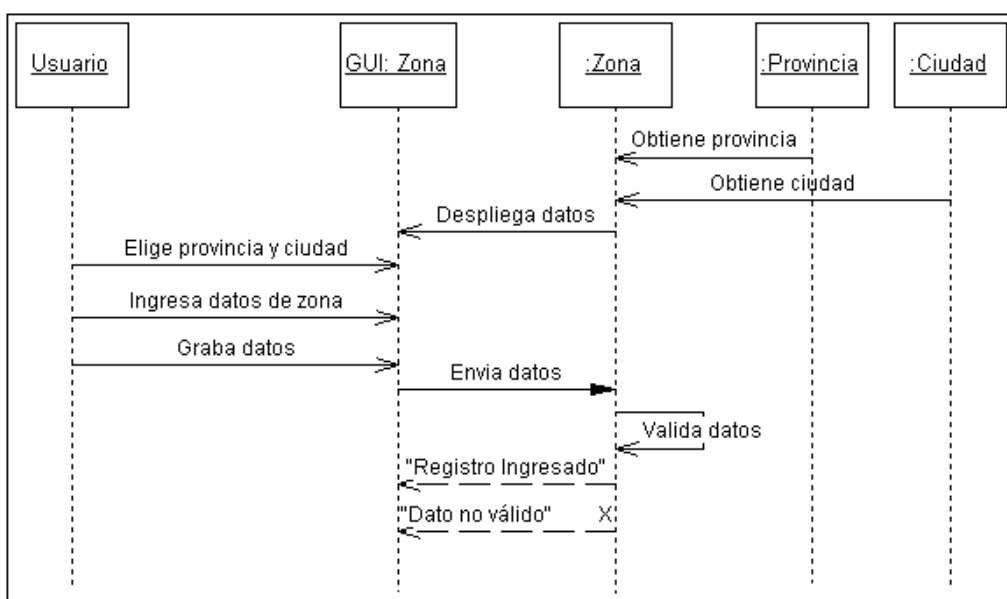 Usuario
GUI: Zona
:Zona
:Provincia
:Ciudad
Obtiene provincia
Obtiene ciudad
Despliega datos
Elige provincia y ciudad
Ingresa datos de zona
Graba datos
Envia datos
Valida datos
"Registro Ingresado"
"Dato no válido" X